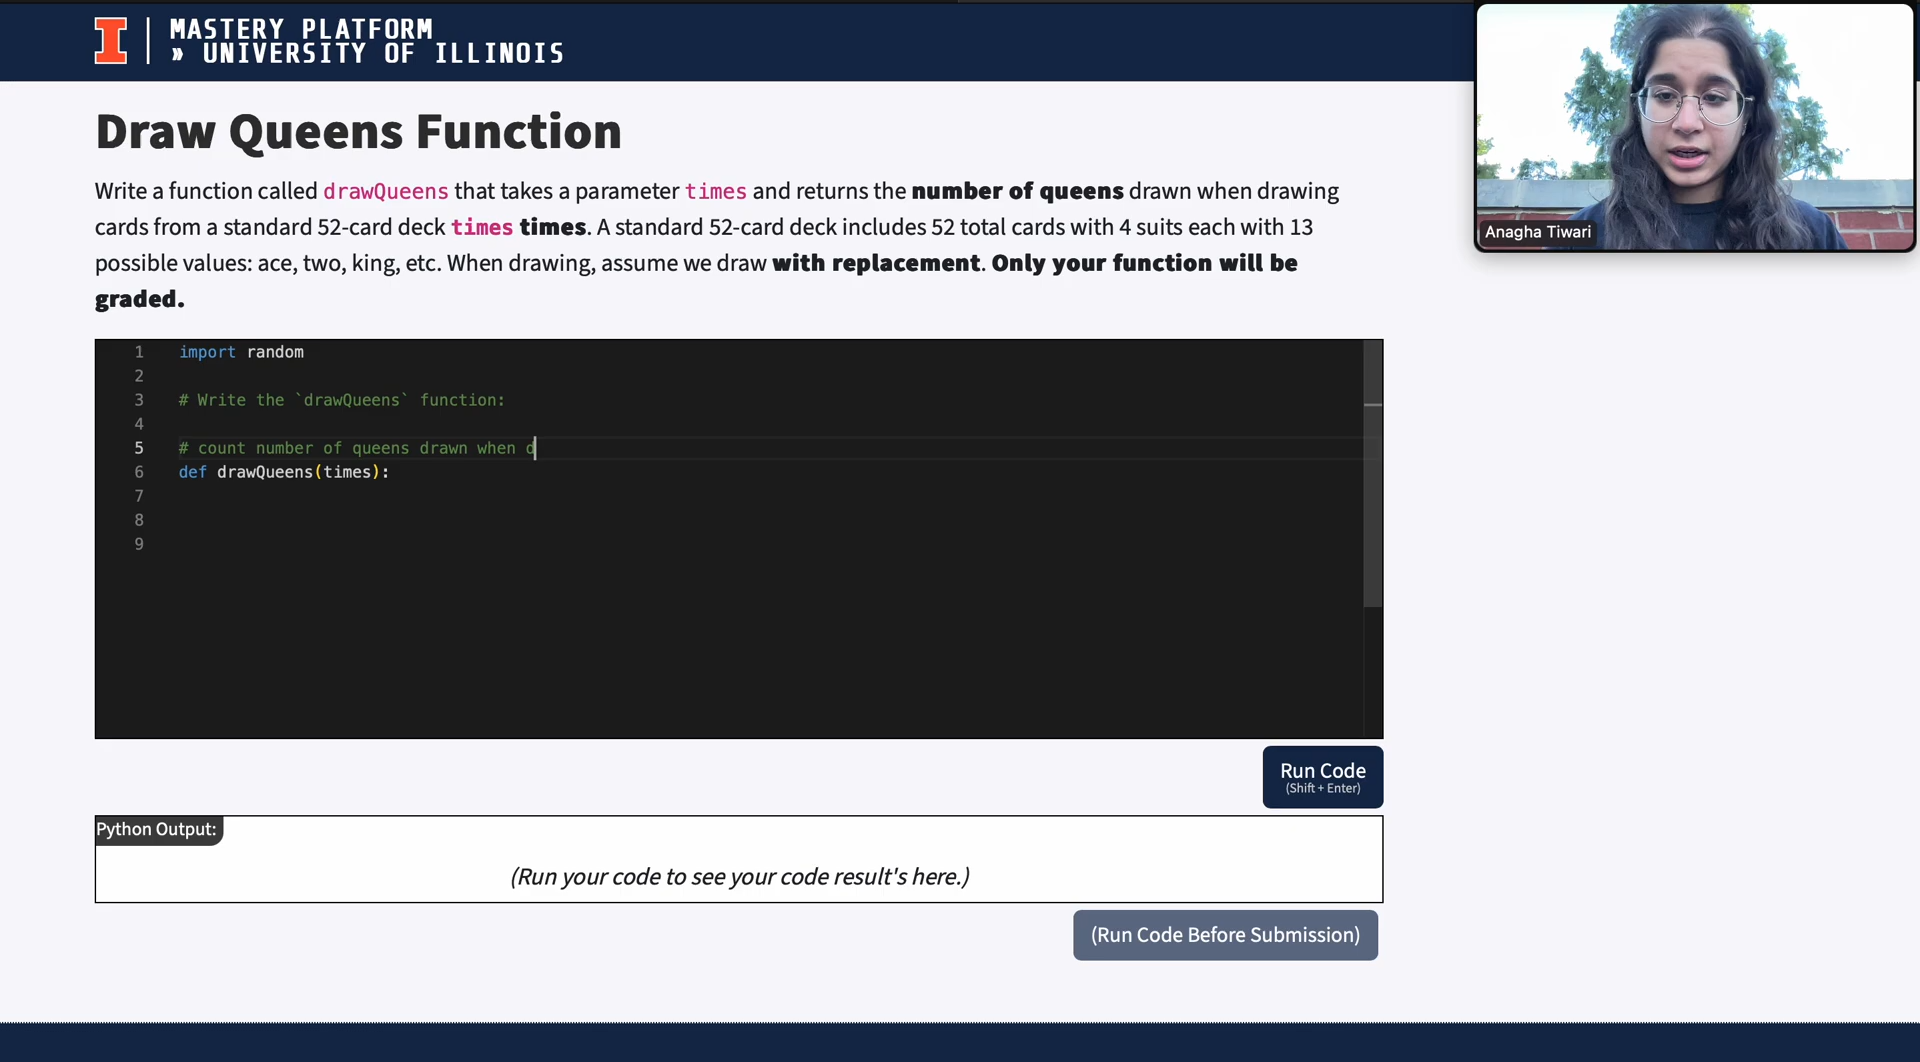 MASTERY PLATFORM
» UNIVERSITY OF ILLINOIS
Anagha Tiwari
Draw Queens Function
Write a function called drawQueens that takes a parameter times and returns the number of queens drawn when drawing
cards from a standard 52-card deck times times. A standard 52-card deck includes 52 total cards with 4 suits each with 13
possible values: ace, two, king, etc. When drawing, assume we draw with replacement. Only your function will be
graded.
1 import random
2
3 # Write the `drawQueens` function:
4
5 # count number of queens drawn when d
6 def drawQueens(times):
7
8
9
Run Code
(Shift + Enter)
Python Output:
(Run your code to see your code result's here.)
(Run Code Before Submission)